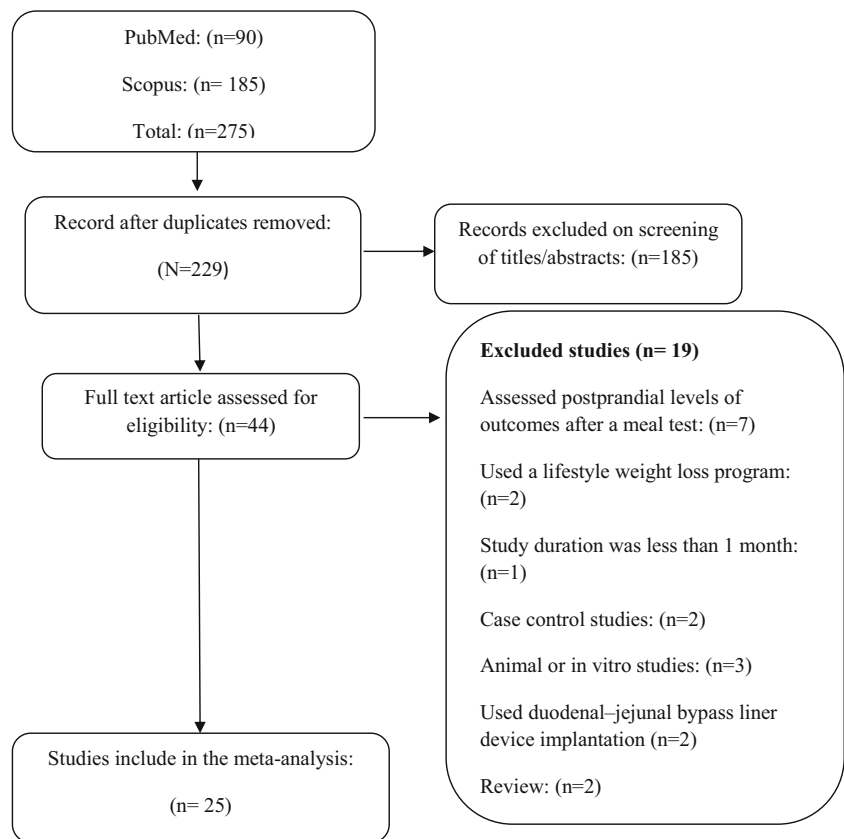 PubMed: (n=90)
Scopus: (n= 185)
Total: (n=275)
Record after duplicates removed:
(N=229)
Records excluded on screening
of titles/abstracts: (n=185)
Full text article assessed for
eligibility: (n=44)
Excluded studies (n= 19)
Assessed postprandial levels of
outcomes after a meal test: (n=7)
Used a lifestyle weight loss program:
(n=2)
Study duration was less than 1 month:
(n=1)
Case control studies: (n=2)
Animal or in vitro studies: (n=3)
Used duodenal–jejunal bypass liner
device implantation (n=2)
Review: (n=2)
Studies include in the meta-analysis:
(n= 25)